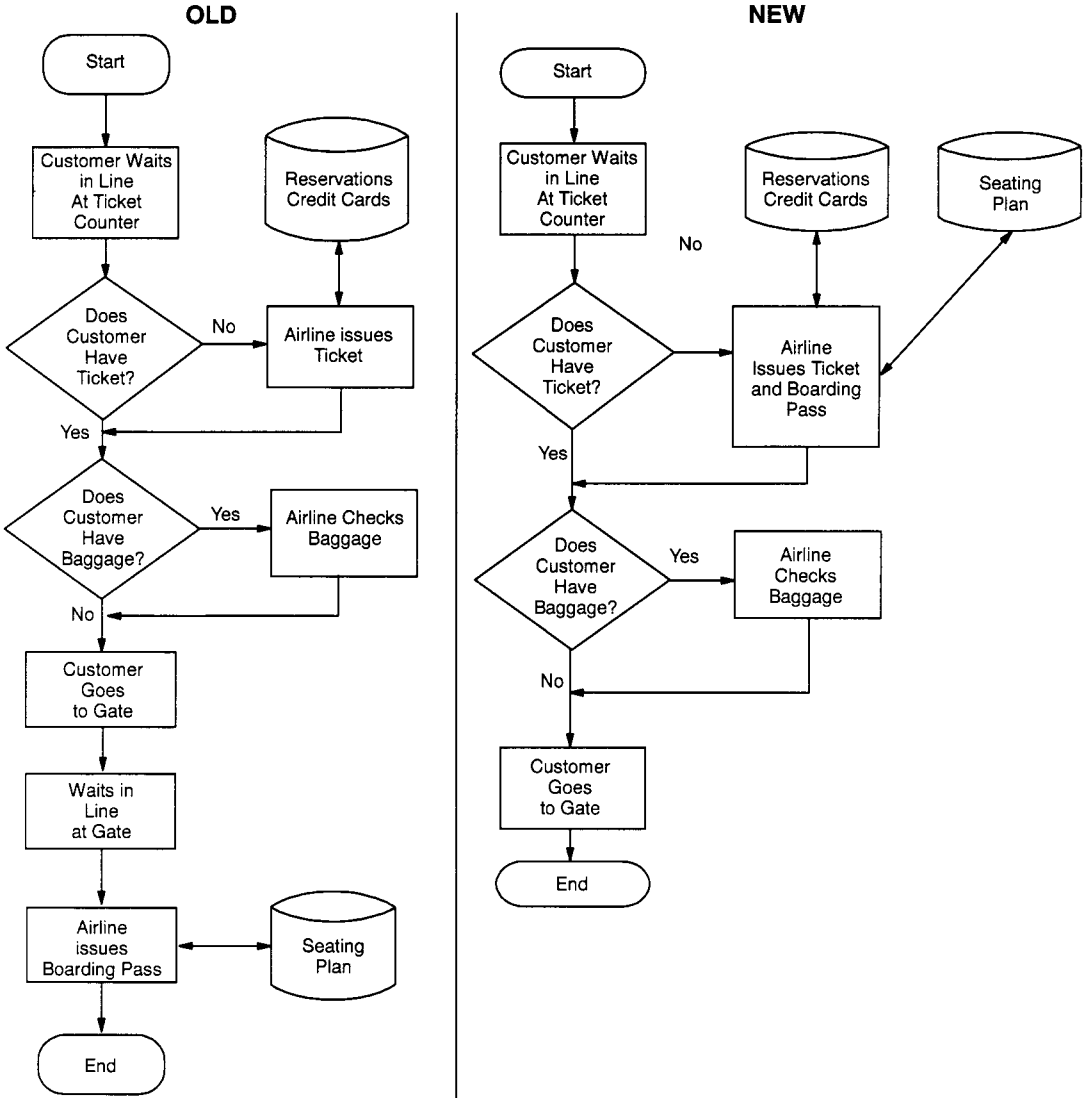 OLD
Start
Customer Waits
in Line
At Ticket
Counter
Reservations
Credit Cards
Does
Customer
Have
Ticket?
No
Airline issues
Ticket
Yes
Does
Customer
Have
Baggage?
Yes
Airline Checks
Baggage
No
Customer
Goes
to Gate
Waits in
Line
at Gate
Airline
issues
Boarding Pass
Seating
Plan
End
NEW
Start
Customer Waits
in Line
At Ticket
Counter
Reservations
Credit Cards
Seating
Plan
No
Does
Customer
Have
Ticket?
Airline
Issues Ticket
and Boarding
Pass
Yes
Does
Customer
Have
Baggage?
Yes
Airline
Checks
Baggage
No
Customer
Goes
to Gate
End